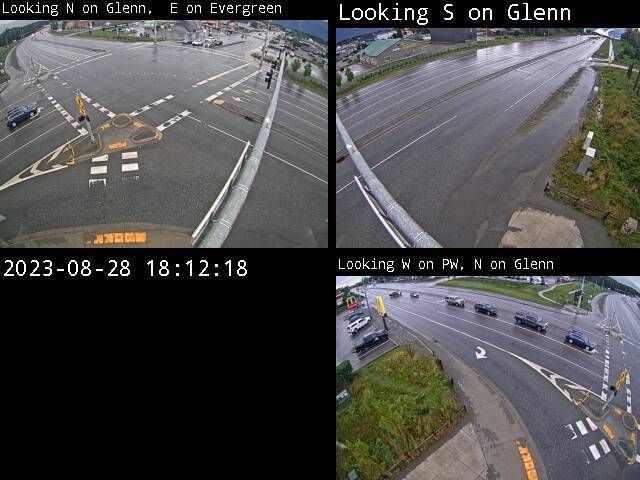 Looking N on Glenn,  E on Evergreen
Looking S on Glenn
2023-08-28 18:12:18
Looking W on PW, N on Glenn